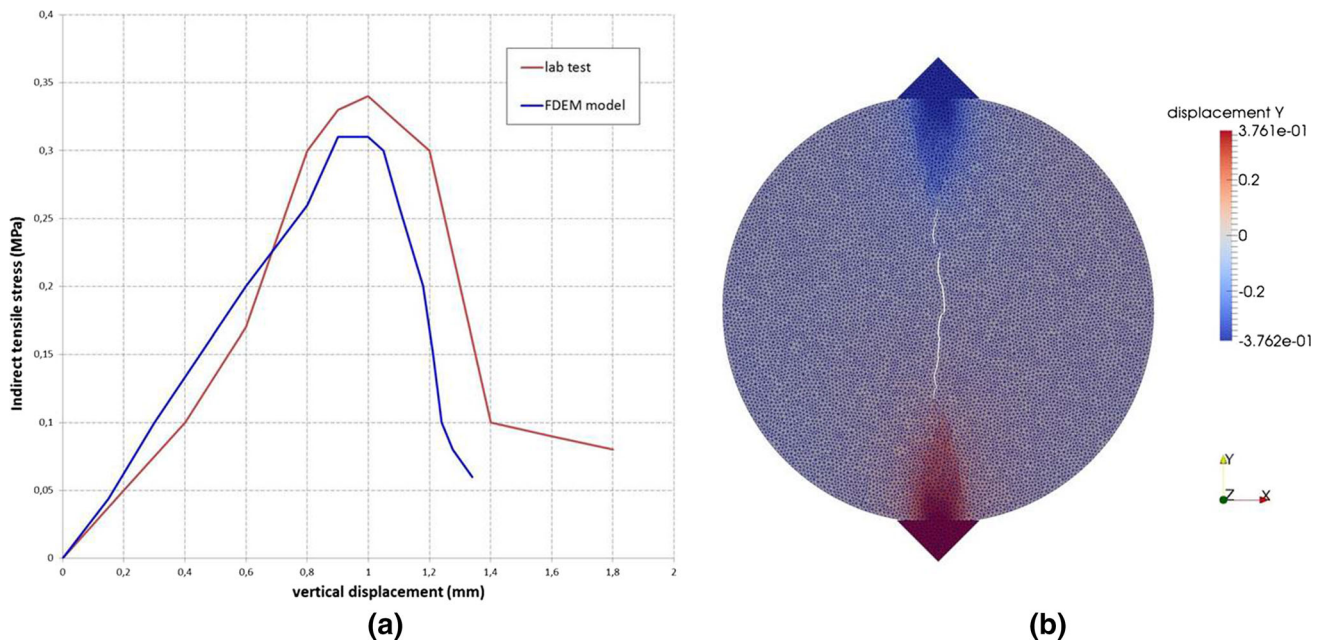 0,4
0,35
0,3
0,25
0,2
0,15
0,1
0,05
0
Indirect tensile stress (MPa)
lab test
FDEM model
0 0,2 0,4 0,6 0,8 1 1,2 1,4 1,6 1,8 2
vertical displacement (mm)
(a)
displacement Y
3.761e-01
0.2
0
-0.2
-3.762e-01
Y
Z X
(b)